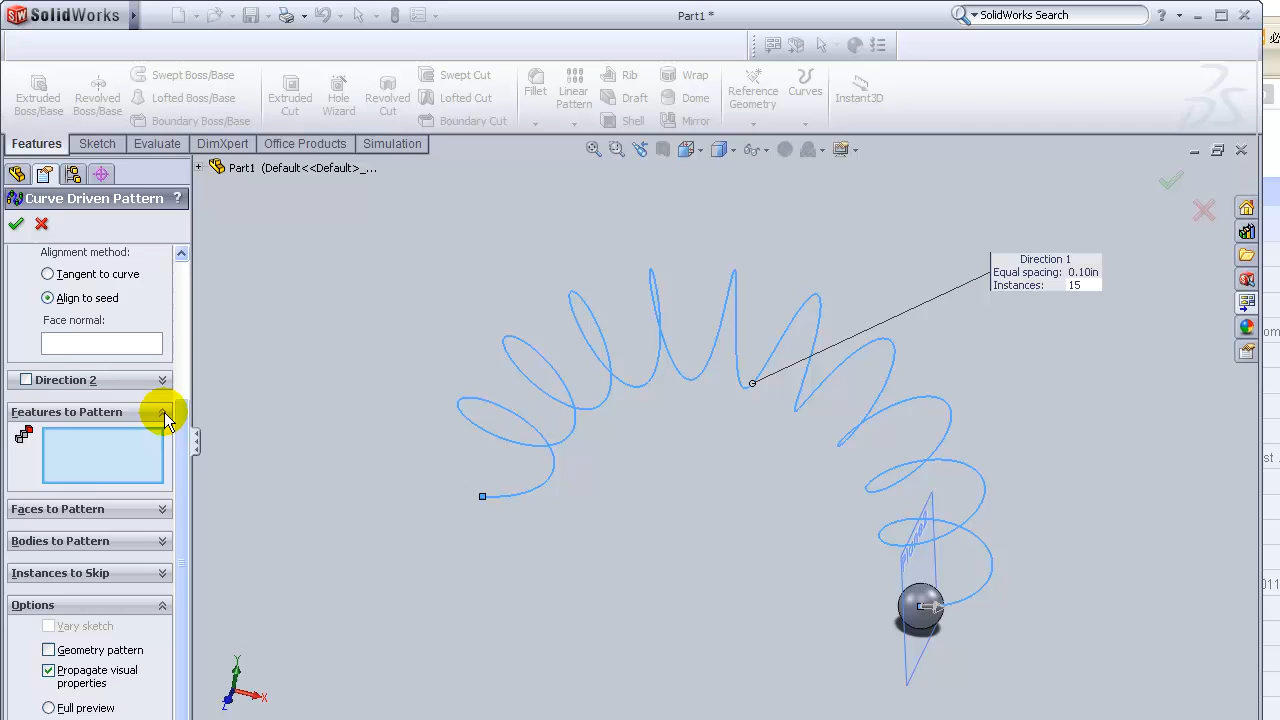 SolidWorks
Part1 *
SolidWorks Search
Extruded Boss/Base
Revolved Boss/Base
Swept Boss/Base
Lofted Boss/Base
Boundary Boss/Base
Extruded Cut
Hole Wizard
Revolved Cut
Swept Cut
Lofted Cut
Boundary Cut
Fillet
Linear Pattern
Rib
Draft
Shell
Wrap
Dome
Mirror
Reference Geometry
Curves
Instant3D
Features
Sketch
Evaluate
DimXpert
Office Products
Simulation
Part1 (Default<<Default>_...
Curve Driven Pattern
?
Alignment method:
Tangent to curve
Align to seed
Face normal:
Direction 2
Features to Pattern
Faces to Pattern
Bodies to Pattern
Instances to Skip
Options
Vary sketch
Geometry pattern
Propagate visual
properties
Full preview
Direction 1
Equal spacing: 0.10in
Instances: 15
Y
X